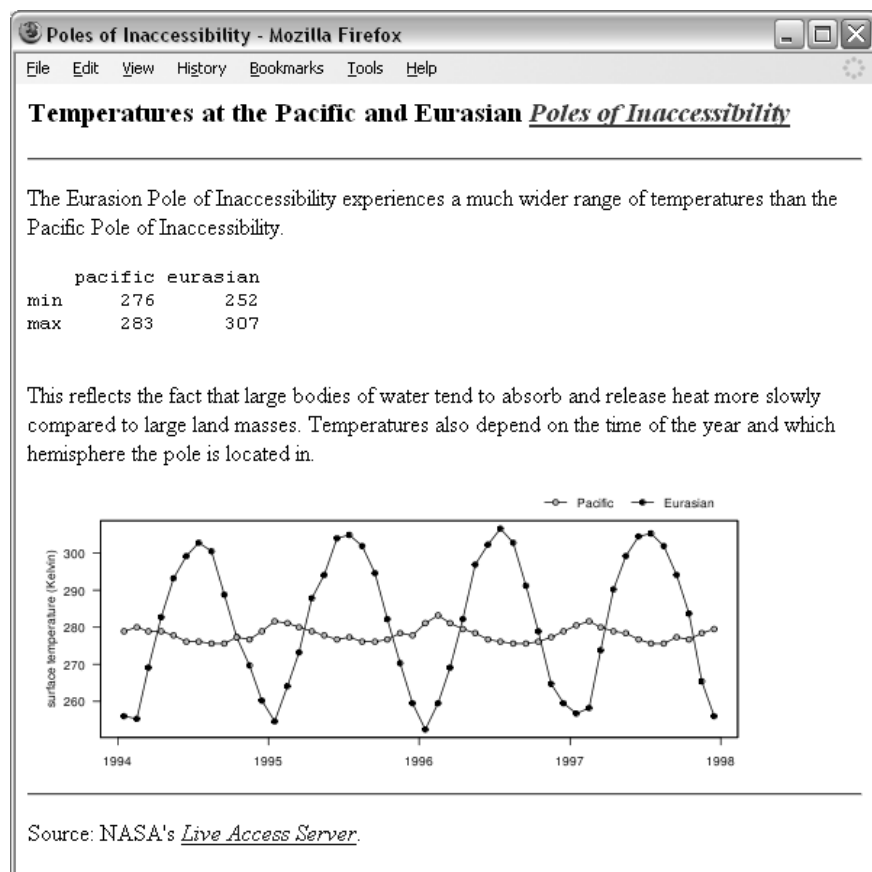 Poles of Inaccessibility - Mozilla Firefox
File Edit View History Bookmarks Tools Help
Temperatures at the Pacific and Eurasian Poles of Inaccessibility
The Eurasion Pole of Inaccessibility experiences a much wider range of temperatures than the
Pacific Pole of Inaccessibility.
pacific eurasian
min 276 252
max 283 307
This reflects the fact that large bodies of water tend to absorb and release heat more slowly
compared to large land masses. Temperatures also depend on the time of the year and which
hemisphere the pole is located in.
Pacific Eurasian
surface temperature (Kelvin)
300
290
280
270
260
1994 1995 1996 1997 1998
Source: NASA's Live Access Server.